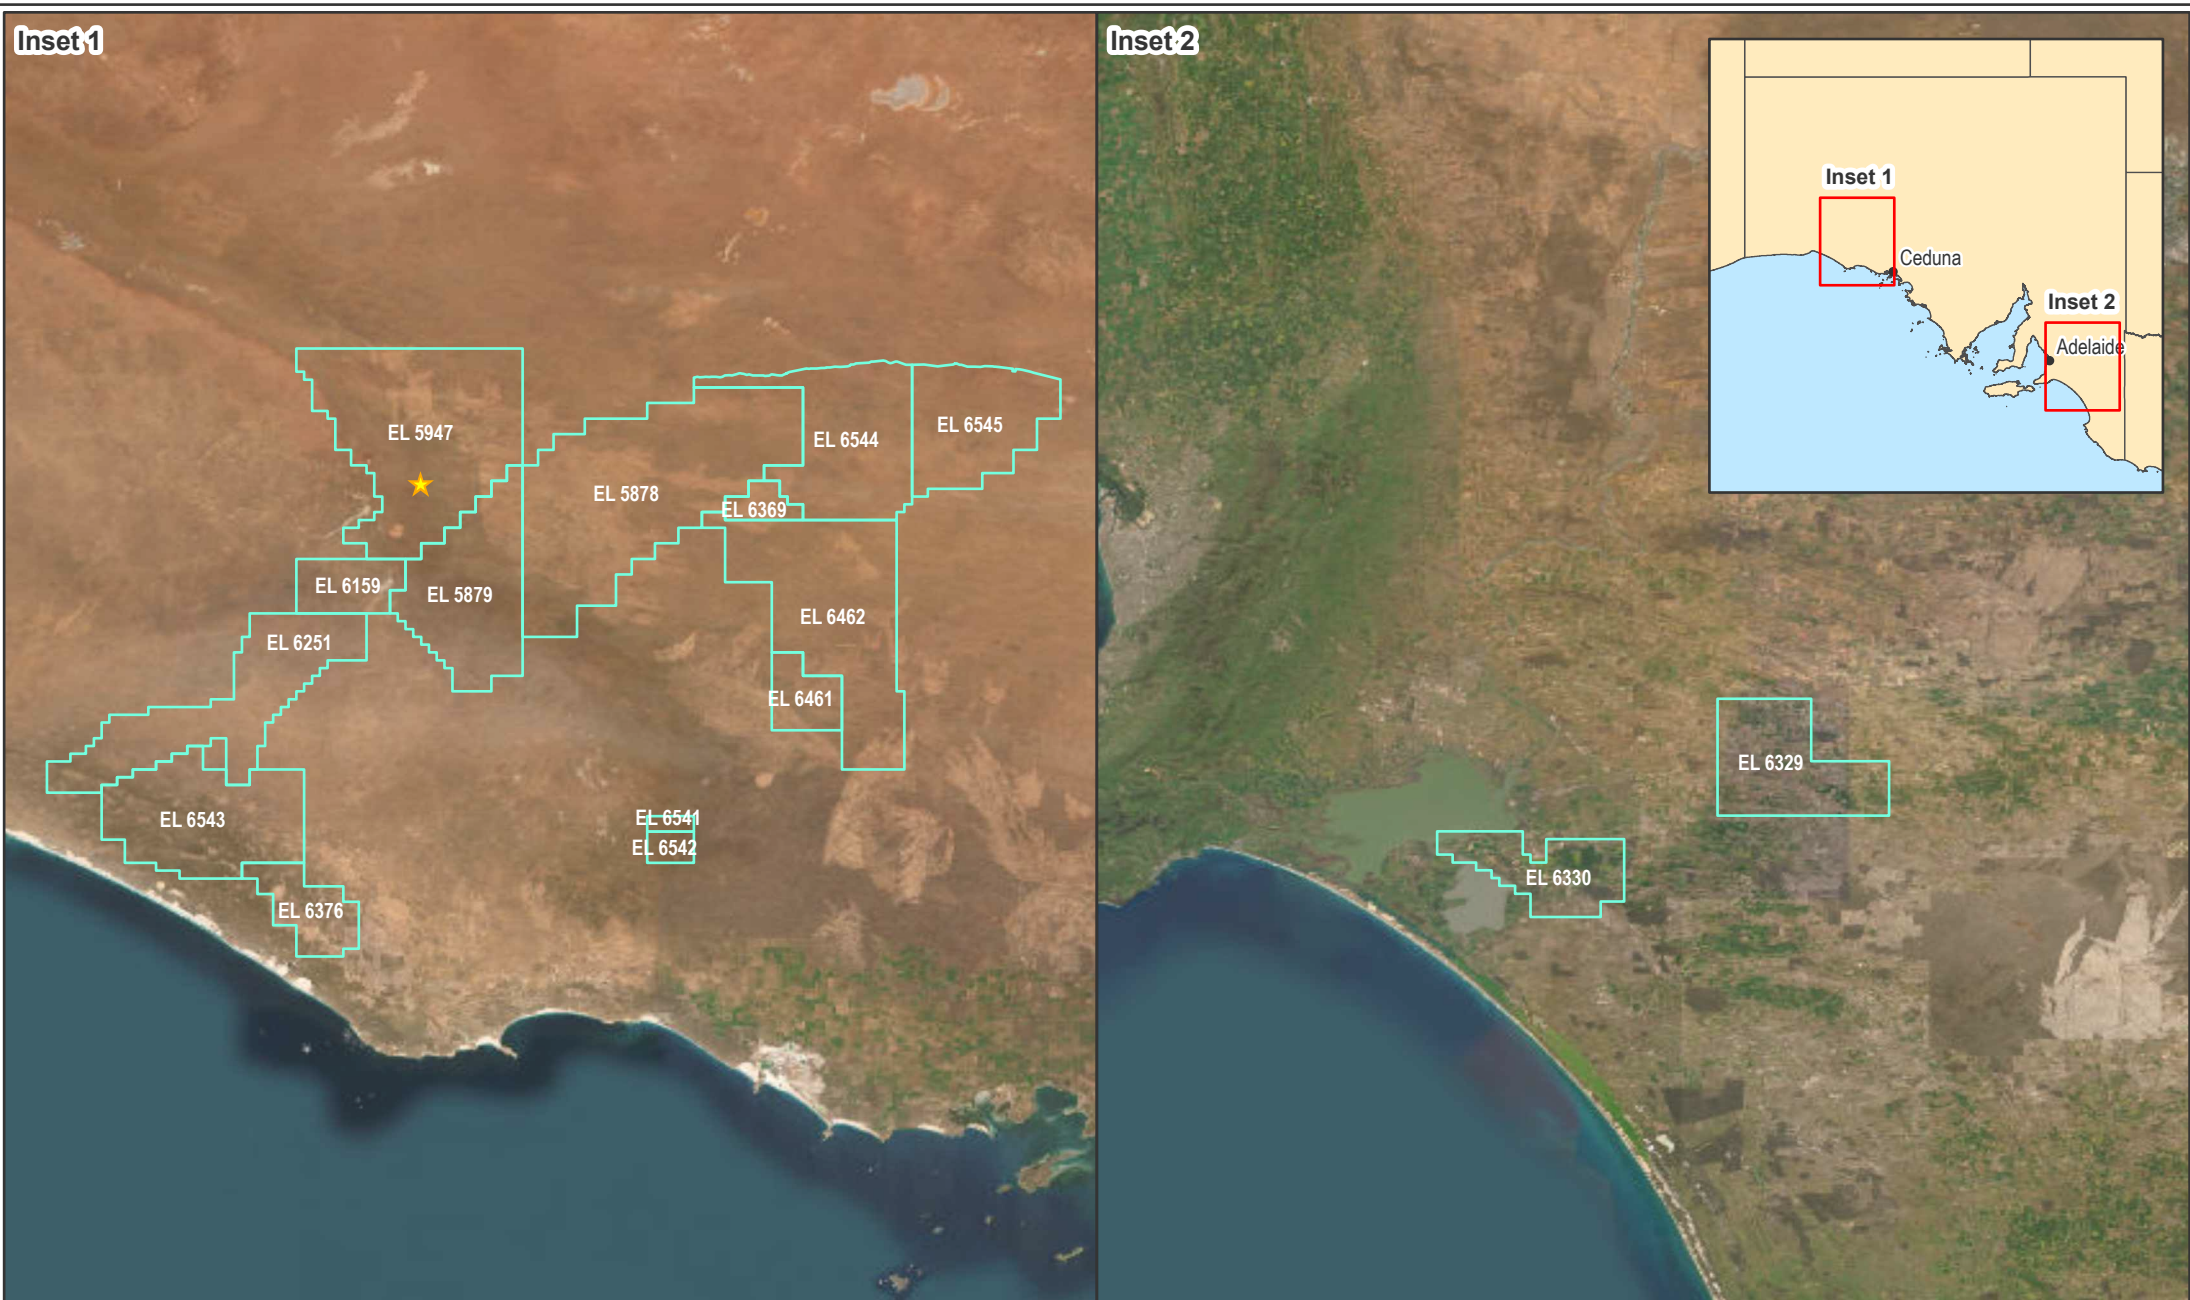 Inset 1
EL 5947
EL 6544
EL 6545
EL 5878
EL 6369
EL 6159
EL 5879
EL 6462
EL 6251
EL 6461
EL 6543
EL 6541
EL 6542
EL 6376
Inset 2
Inset 1
Ceduna
Inset 2
Adelaide
EL 6329
EL 6330